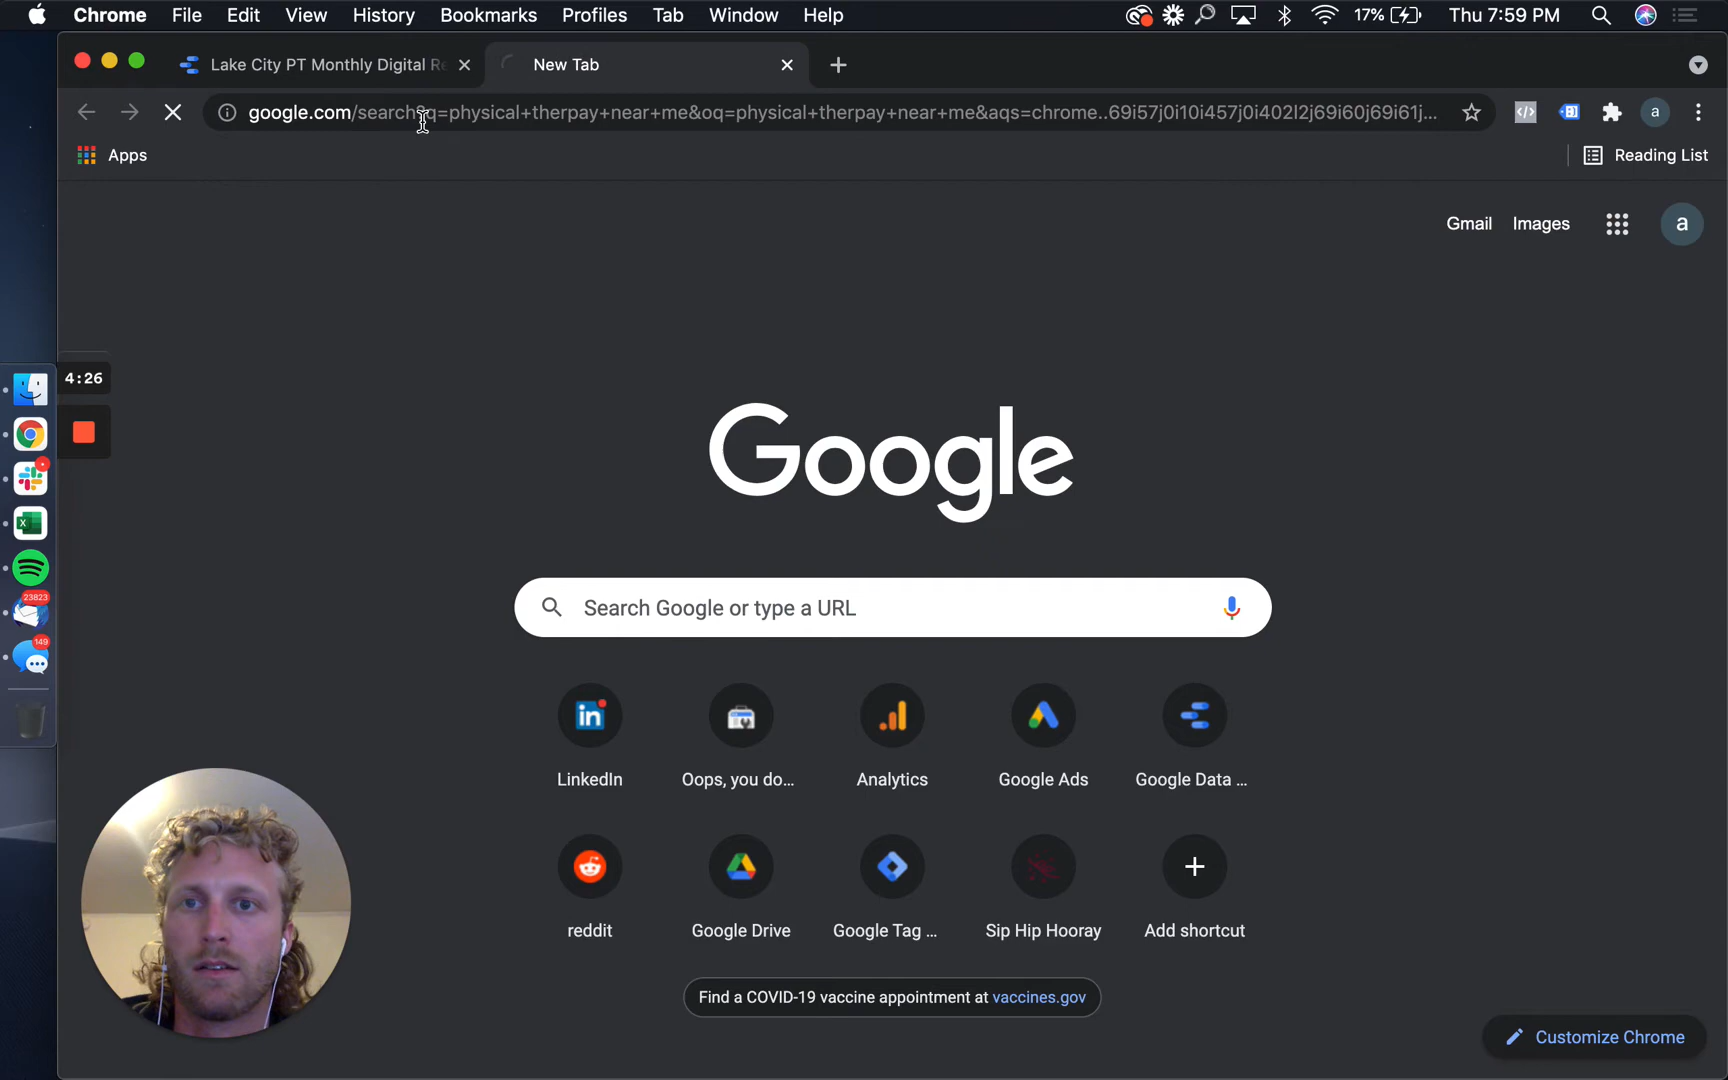 Chrome File Edit View History Bookmarks Profiles Tab Window Help 17% Thu 7:59 PM
Lake City PT Monthly Digital Re New Tab
google.com/search?q=physical+therpay+near+me&oq=physical+therpay+near+me&aqs=chrome..69i57j0i10i457j0i402l2j69i60j69i61j...
Apps Reading List
Gmail Images a
4:26
Google
Search Google or type a URL
23823
149
LinkedIn Oops, you do... Analytics Google Ads Google Data ...
reddit Google Drive Google Tag ... Sip Hip Hooray Add shortcut
Find a COVID-19 vaccine appointment at vaccines.gov
Customize Chrome